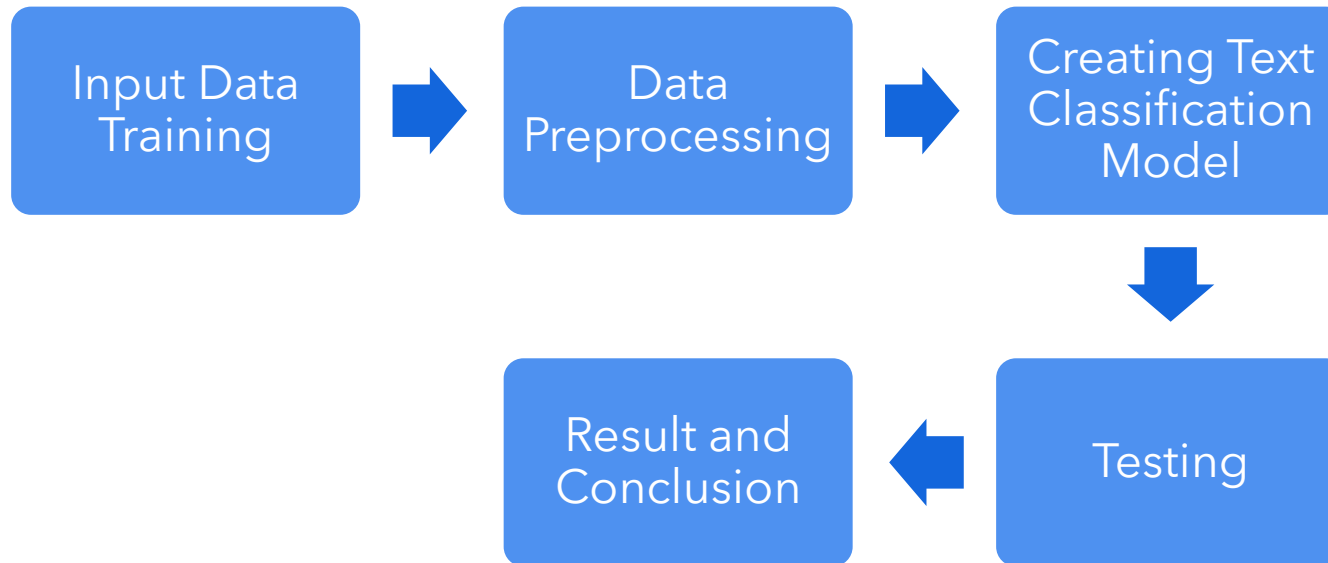 Input Data
Training
Data
Preprocessing
Creating Text
Classification
Model
Testing
Result and
Conclusion